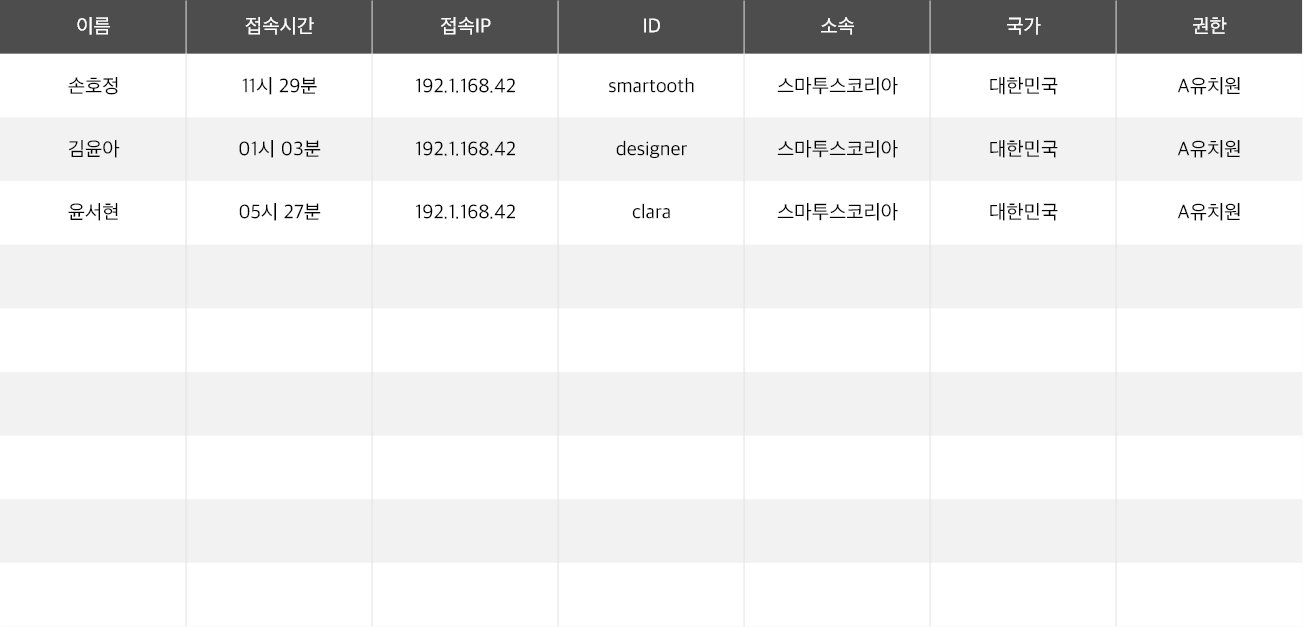 이름 접속시간 접속IP ID 소속 국가 권한
손호정 11시 29분 192.1.168.42 smartooth 스마투스코리아 대한민국 A유치원
김윤아 01시 03분 192.1.168.42 designer 스마투스코리아 대한민국 A유치원
윤서현 05시 27분 192.1.168.42 clara 스마투스코리아 대한민국 A유치원